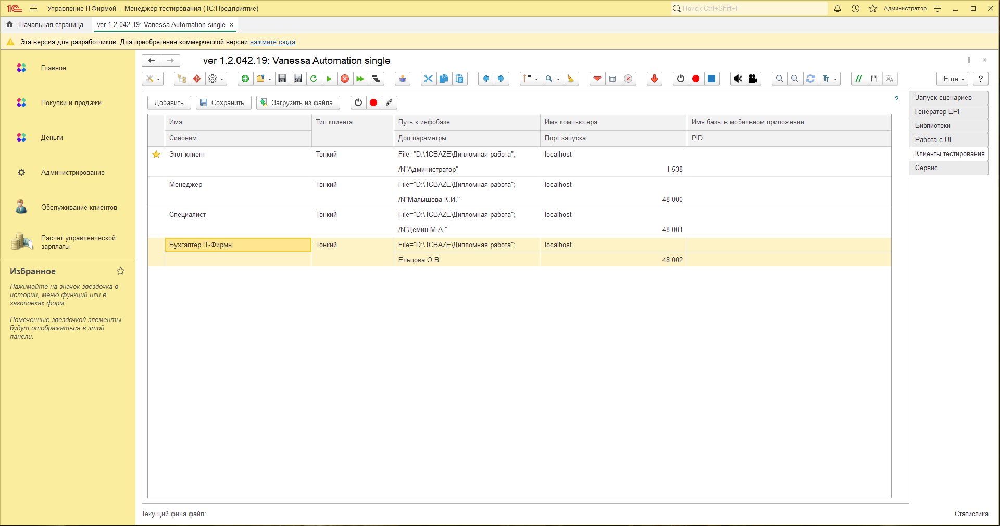 Управление ITФирмой - Менеджер тестирования (1С:Предприятие)
Поиск Ctrl+Shift+F
Администратор
Начальная страница
ver 1.2.042.19: Vanessa Automation single
Эта версия для разработчиков. Для приобретения коммерческой версии нажмите сюда.
Главное
Покупки и продажи
Деньги
Администрирование
Обслуживание клиентов
Расчет управленческой
зарплаты
Избранное
Нажимайте на значок звездочка в
истории, меню функций или в
заголовках форм.
Помеченные звездочкой элементы
будут отображаться в этой
панели.
ver 1.2.042.19: Vanessa Automation single
Еще
?
Добавить
Сохранить
Загрузить из файла
?
Имя Тип клиента Путь к инфобазе Имя компьютера Имя базы в мобильном приложении
Синоним Доп.параметры Порт запуска PID
Этот клиент Тонкий File="D:\1CBAZE\Дипломная работа"; localhost
/N"Администратор" 1 538
Менеджер Тонкий File="D:\1CBAZE\Дипломная работа"; localhost
/N"Малышева К.И." 48 000
Специалист Тонкий File="D:\1CBAZE\Дипломная работа"; localhost
/N"Демин М.А." 48 001
Бухгалтер IT-Фирмы Тонкий File="D:\1CBAZE\Дипломная работа"; localhost
Ельцова О.В. 48 002
Запуск сценариев
Генератор EPF
Библиотеки
Работа с UI
Клиенты тестирования
Сервис
Текущий фича файл:
Статистика